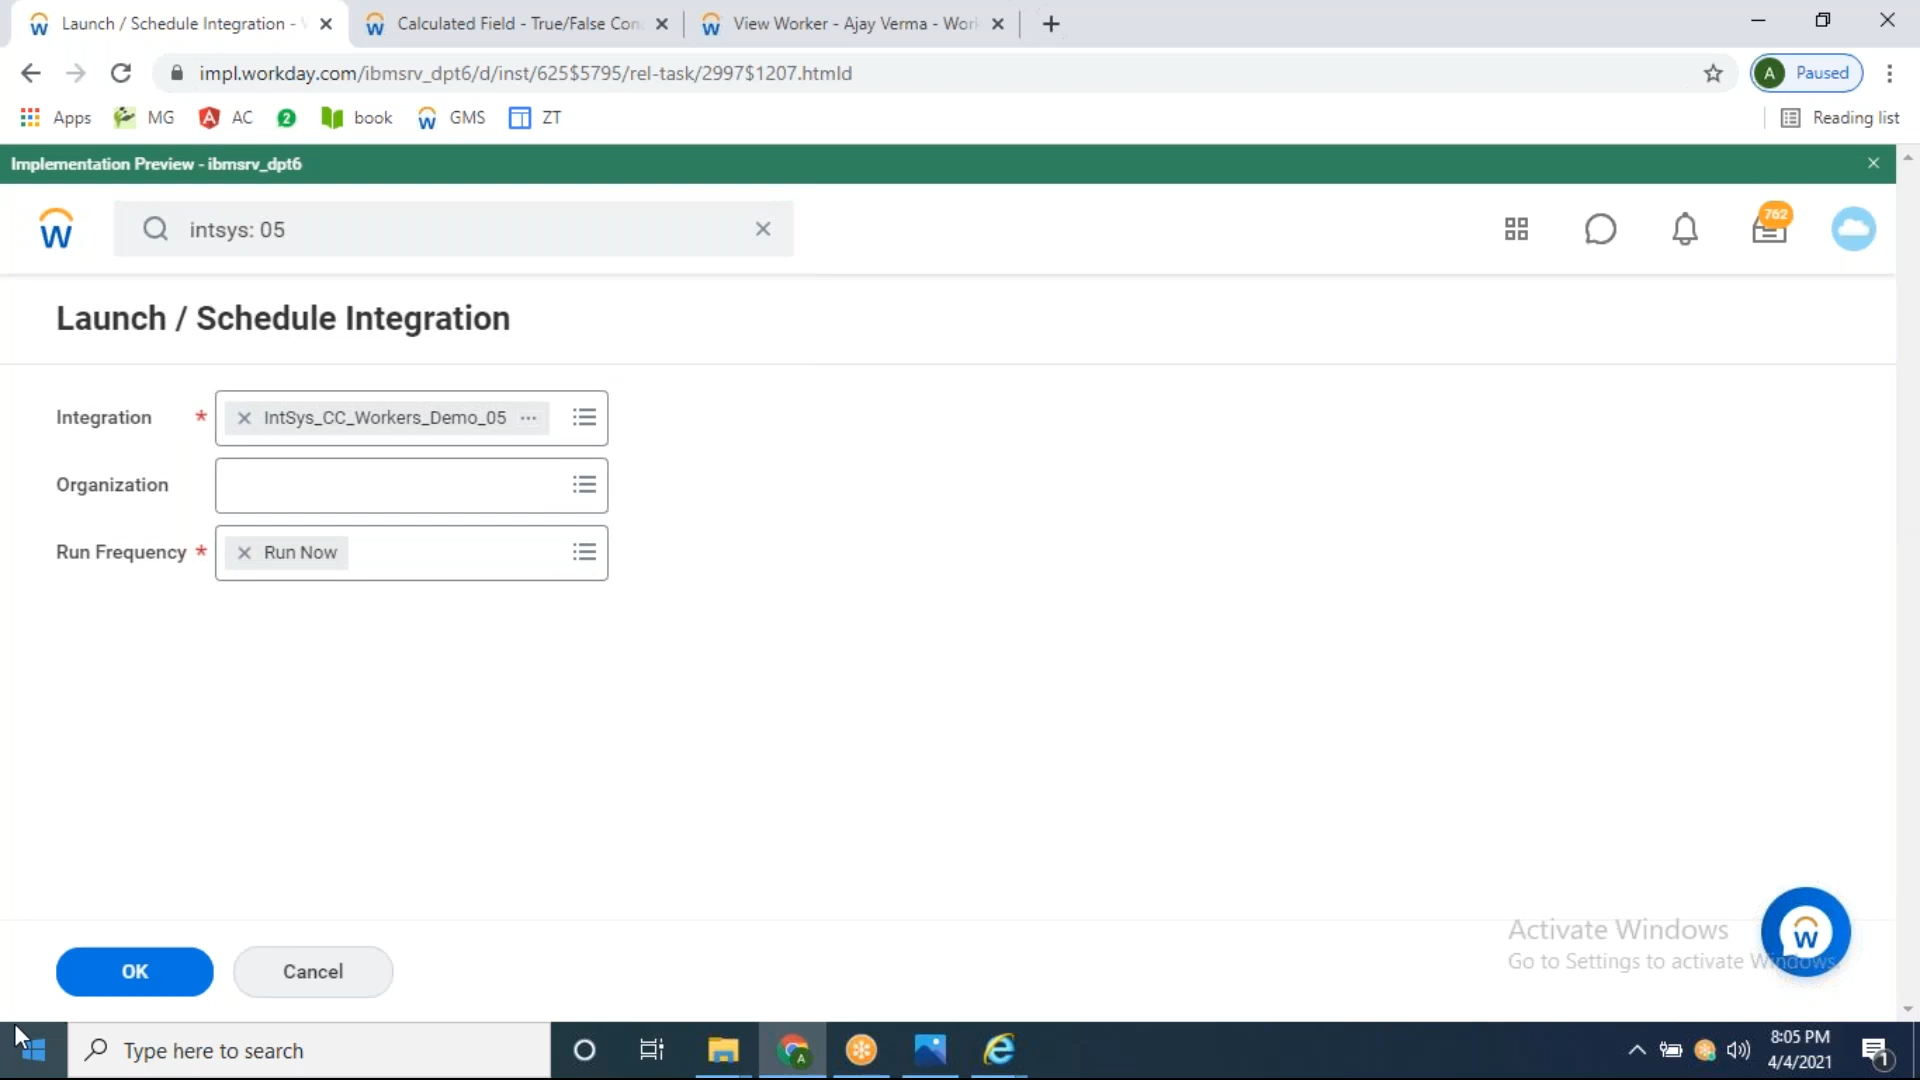 Launch / Schedule Integration -
Calculated Field - True/False Con
View Worker - Ajay Verma - Work
impl.workday.com/ibmsrv_dpt6/d/inst/625$5795/rel-task/2997$1207.htmld
A Paused
Apps MG AC 2 book GMS ZT
Reading list
Implementation Preview - ibmsrv_dpt6
intsys: 05
762
Launch / Schedule Integration
Integration * IntSys_CC_Workers_Demo_05
Organization
Run Frequency * Run Now
Activate Windows
Go to Settings to activate Windows.
OK Cancel
Type here to search
8:05 PM
4/4/2021
1